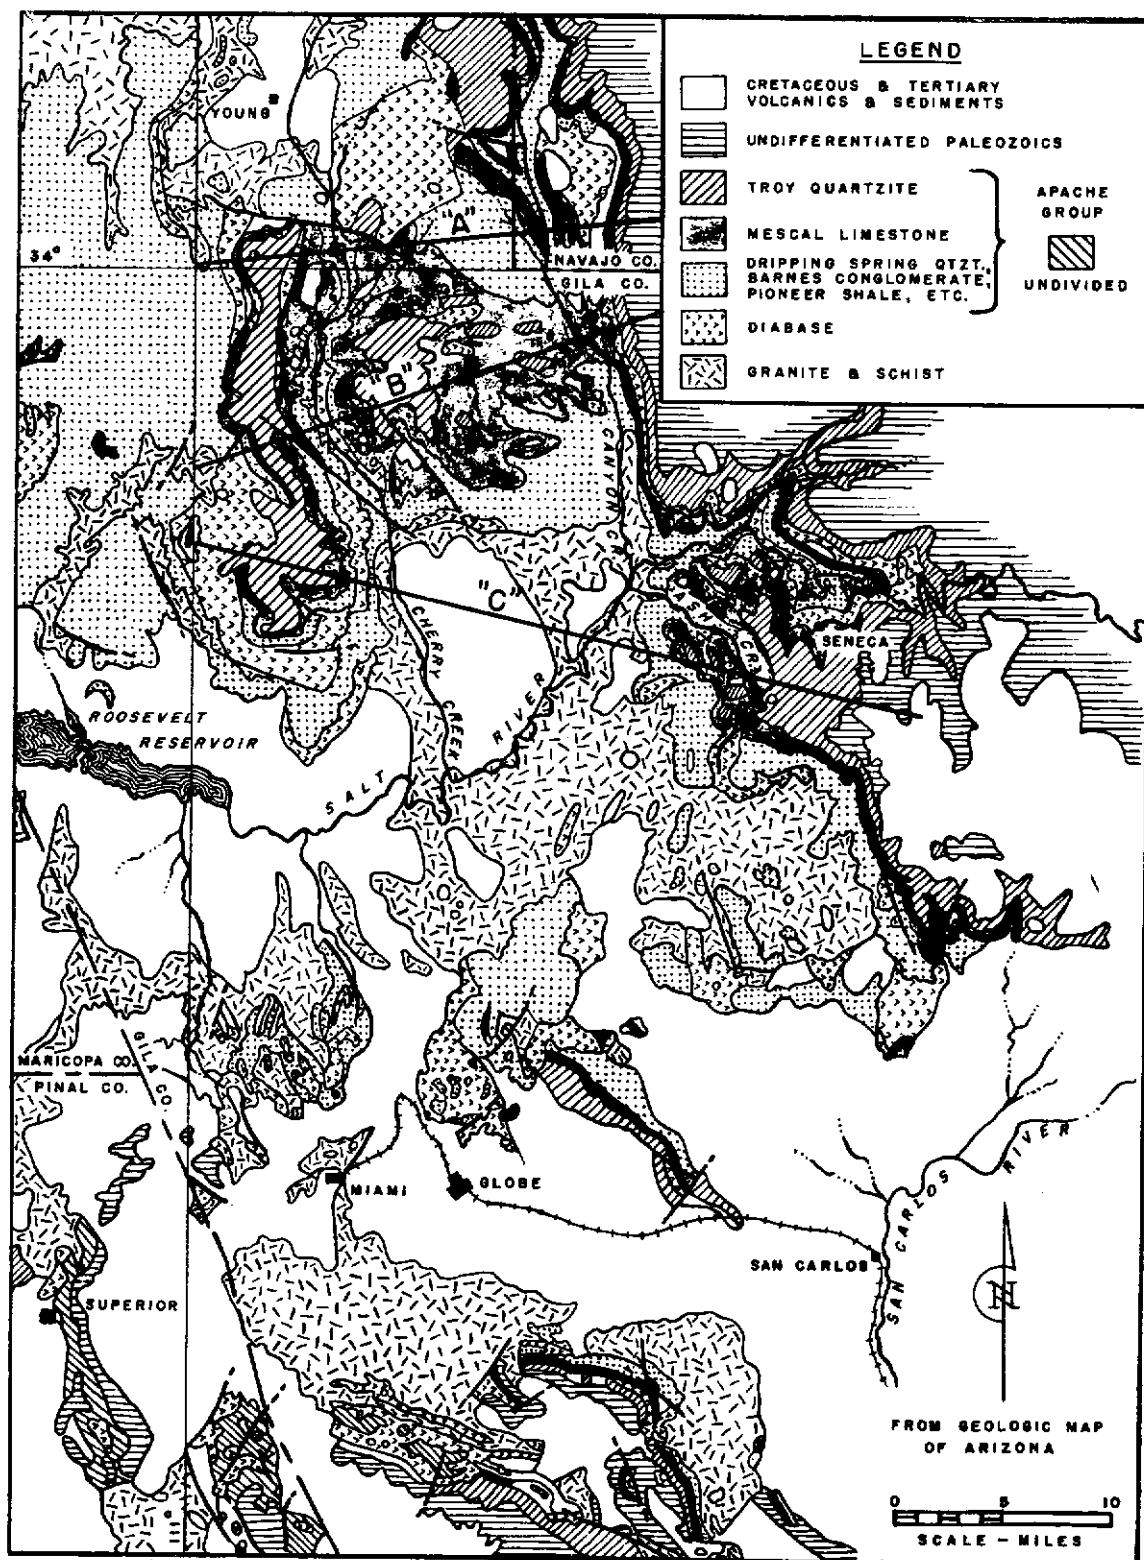 LEGEND
CRETACEOUS & TERTIARY
VOLCANICS & SEDIMENTS
UNDIFFERENTIATED PALEOZOICS
TROY QUARTZITE
MESCAL LIMESTONE
DRIPPING SPRING QTZT.,
BARNES CONGLOMERATE,
PIONEER SHALE, ETC.
APACHE
GROUP
UNDIVIDED
DIABASE
GRANITE & SCHIST
YOUNG
"A"
34°
NAVAJO CO.
GILA CO.
"B"
CANYON CR.
"C"
CHERRY CREEK
SENECA
ROOSEVELT
RESERVOIR
SALT RIVER
MARICOPA CO.
PINAL CO.
GILA CO.
MIAMI
GLOBE
SAN CARLOS
SAN CARLOS RIVER
SUPERIOR
N
FROM GEOLOGIC MAP
OF ARIZONA
0 5 10
SCALE - MILES